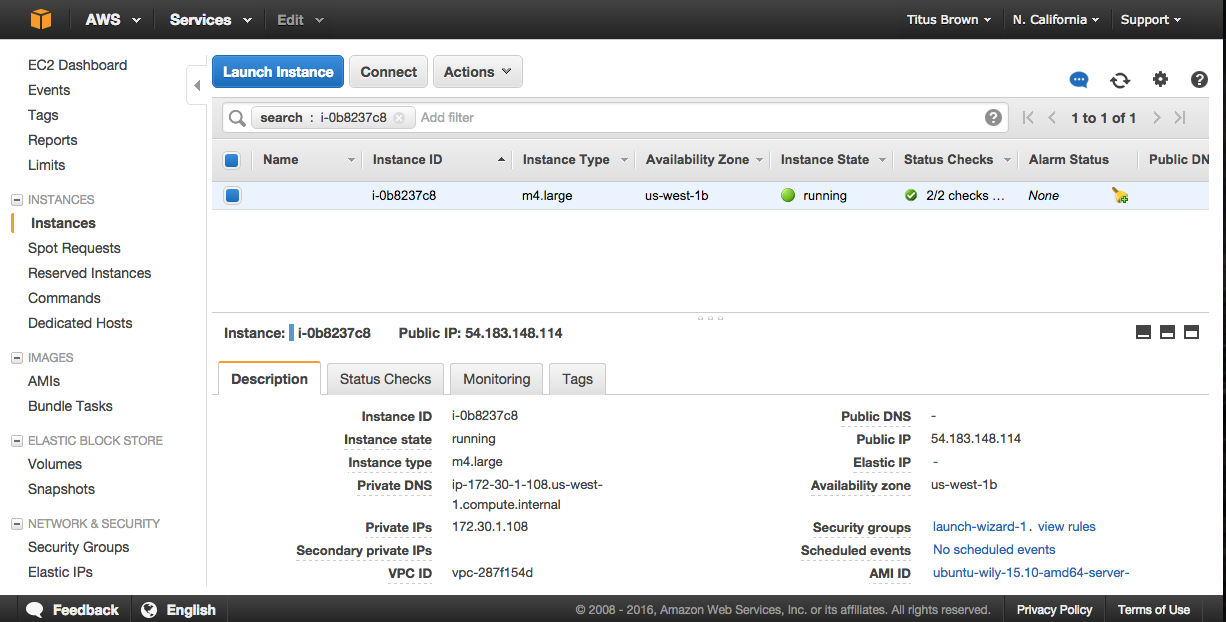 AWS Services Edit Titus Brown N. California Support
EC2 Dashboard
Events
Tags
Reports
Limits
INSTANCES
Instances
Spot Requests
Reserved Instances
Commands
Dedicated Hosts
IMAGES
AMIs
Bundle Tasks
ELASTIC BLOCK STORE
Volumes
Snapshots
NETWORK & SECURITY
Security Groups
Elastic IPs
Launch Instance Connect Actions
search : i-0b8237c8 Add filter 1 to 1 of 1
Name Instance ID Instance Type Availability Zone Instance State Status Checks Alarm Status Public DN
i-0b8237c8 m4.large us-west-1b running 2/2 checks ... None
Instance: i-0b8237c8 Public IP: 54.183.148.114
Description Status Checks Monitoring Tags
Instance ID i-0b8237c8
Instance state running
Instance type m4.large
Private DNS ip-172-30-1-108.us-west-
1.compute.internal
Private IPs 172.30.1.108
Secondary private IPs
VPC ID vpc-287f154d
Public DNS -
Public IP 54.183.148.114
Elastic IP -
Availability zone us-west-1b
Security groups launch-wizard-1. view rules
Scheduled events No scheduled events
AMI ID ubuntu-wily-15.10-amd64-server-
Feedback English © 2008 - 2016, Amazon Web Services, Inc. or its affiliates. All rights reserved. Privacy Policy Terms of Use